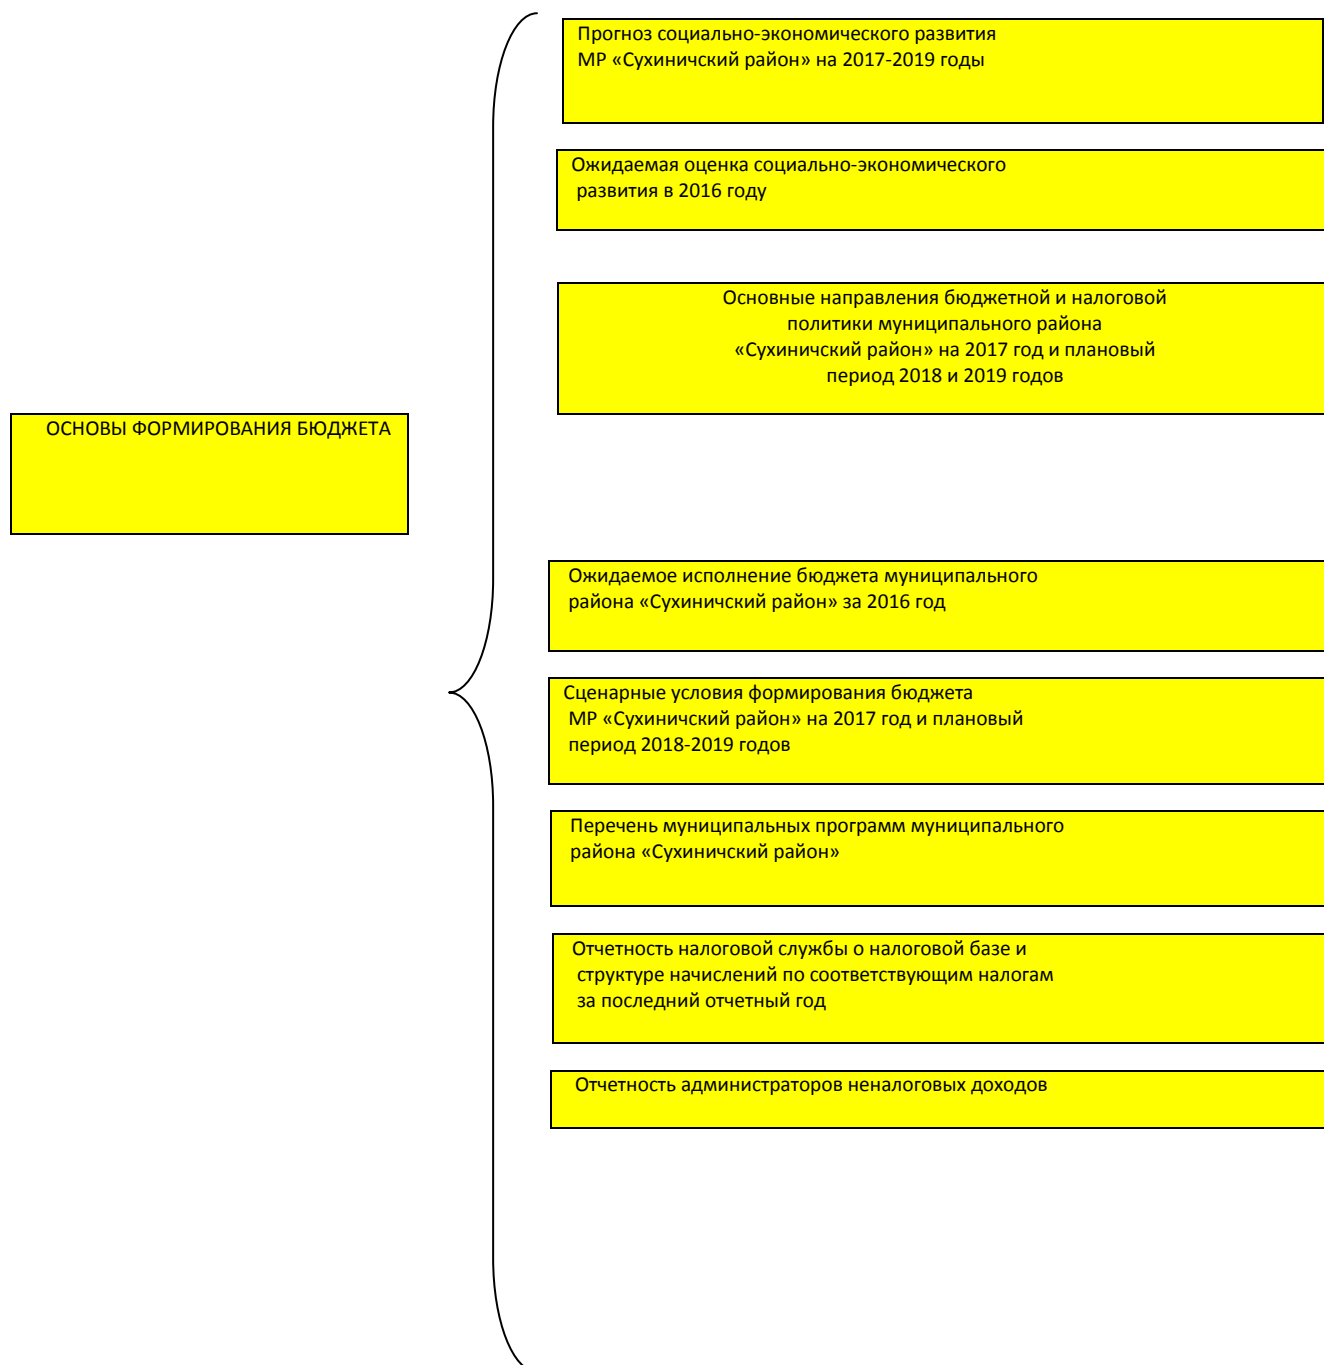 Прогноз социально-экономического развития
МР «Сухиничский район» на 2017-2019 годы
Ожидаемая оценка социально-экономического
развития в 2016 году
Основные направления бюджетной и налоговой
политики муниципального района
«Сухиничский район» на 2017 год и плановый
период 2018 и 2019 годов
ОСНОВЫ ФОРМИРОВАНИЯ БЮДЖЕТА
Ожидаемое исполнение бюджета муниципального
района «Сухиничский район» за 2016 год
Сценарные условия формирования бюджета
МР «Сухиничский район» на 2017 год и плановый
период 2018-2019 годов
Перечень муниципальных программ муниципального
района «Сухиничский район»
Отчетность налоговой службы о налоговой базе и
структуре начислений по соответствующим налогам
за последний отчетный год
Отчетность администраторов неналоговых доходов